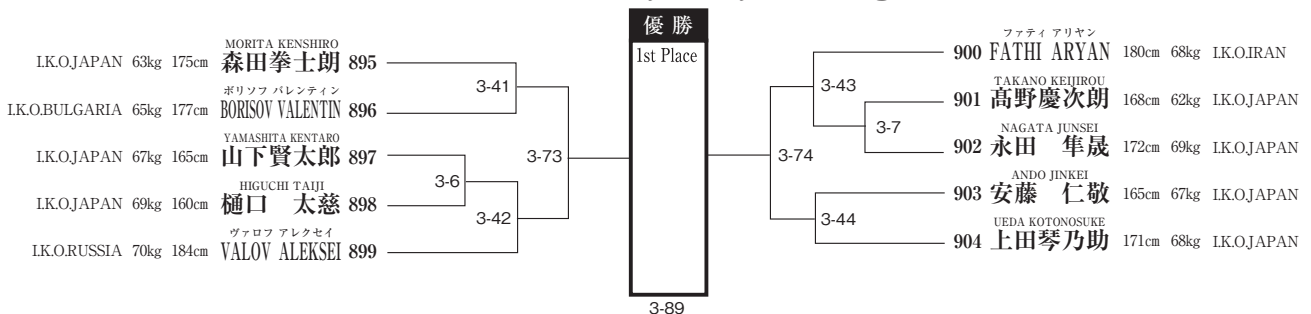 優勝
1st Place
MORITA KENSHIRO
I.K.O.JAPAN 63kg 175cm 森田拳士朗 895
3-41
ボリソフ バレンティン
I.K.O.BULGARIA 65kg 177cm BORISOV VALENTIN 896
YAMASHITA KENTARO
I.K.O.JAPAN 67kg 165cm 山下賢太郎 897
3-73
3-6
HIGUCHI TAIJI
I.K.O.JAPAN 69kg 160cm 樋口 太慈 898
3-42
ヴァロフ アレクセイ
I.K.O.RUSSIA 70kg 184cm VALOV ALEKSEI 899
ファティ アリヤン
900 FATHI ARYAN 180cm 68kg I.K.O.IRAN
3-43
TAKANO KEIJIROU
901 髙野慶次朗 168cm 62kg I.K.O.JAPAN
3-7
NAGATA JUNSEI
902 永田 隼晟 172cm 69kg I.K.O.JAPAN
3-74
ANDO JINKEI
903 安藤 仁敬 165cm 67kg I.K.O.JAPAN
3-44
UEDA KOTONOSUKE
904 上田琴乃助 171cm 68kg I.K.O.JAPAN
3-89